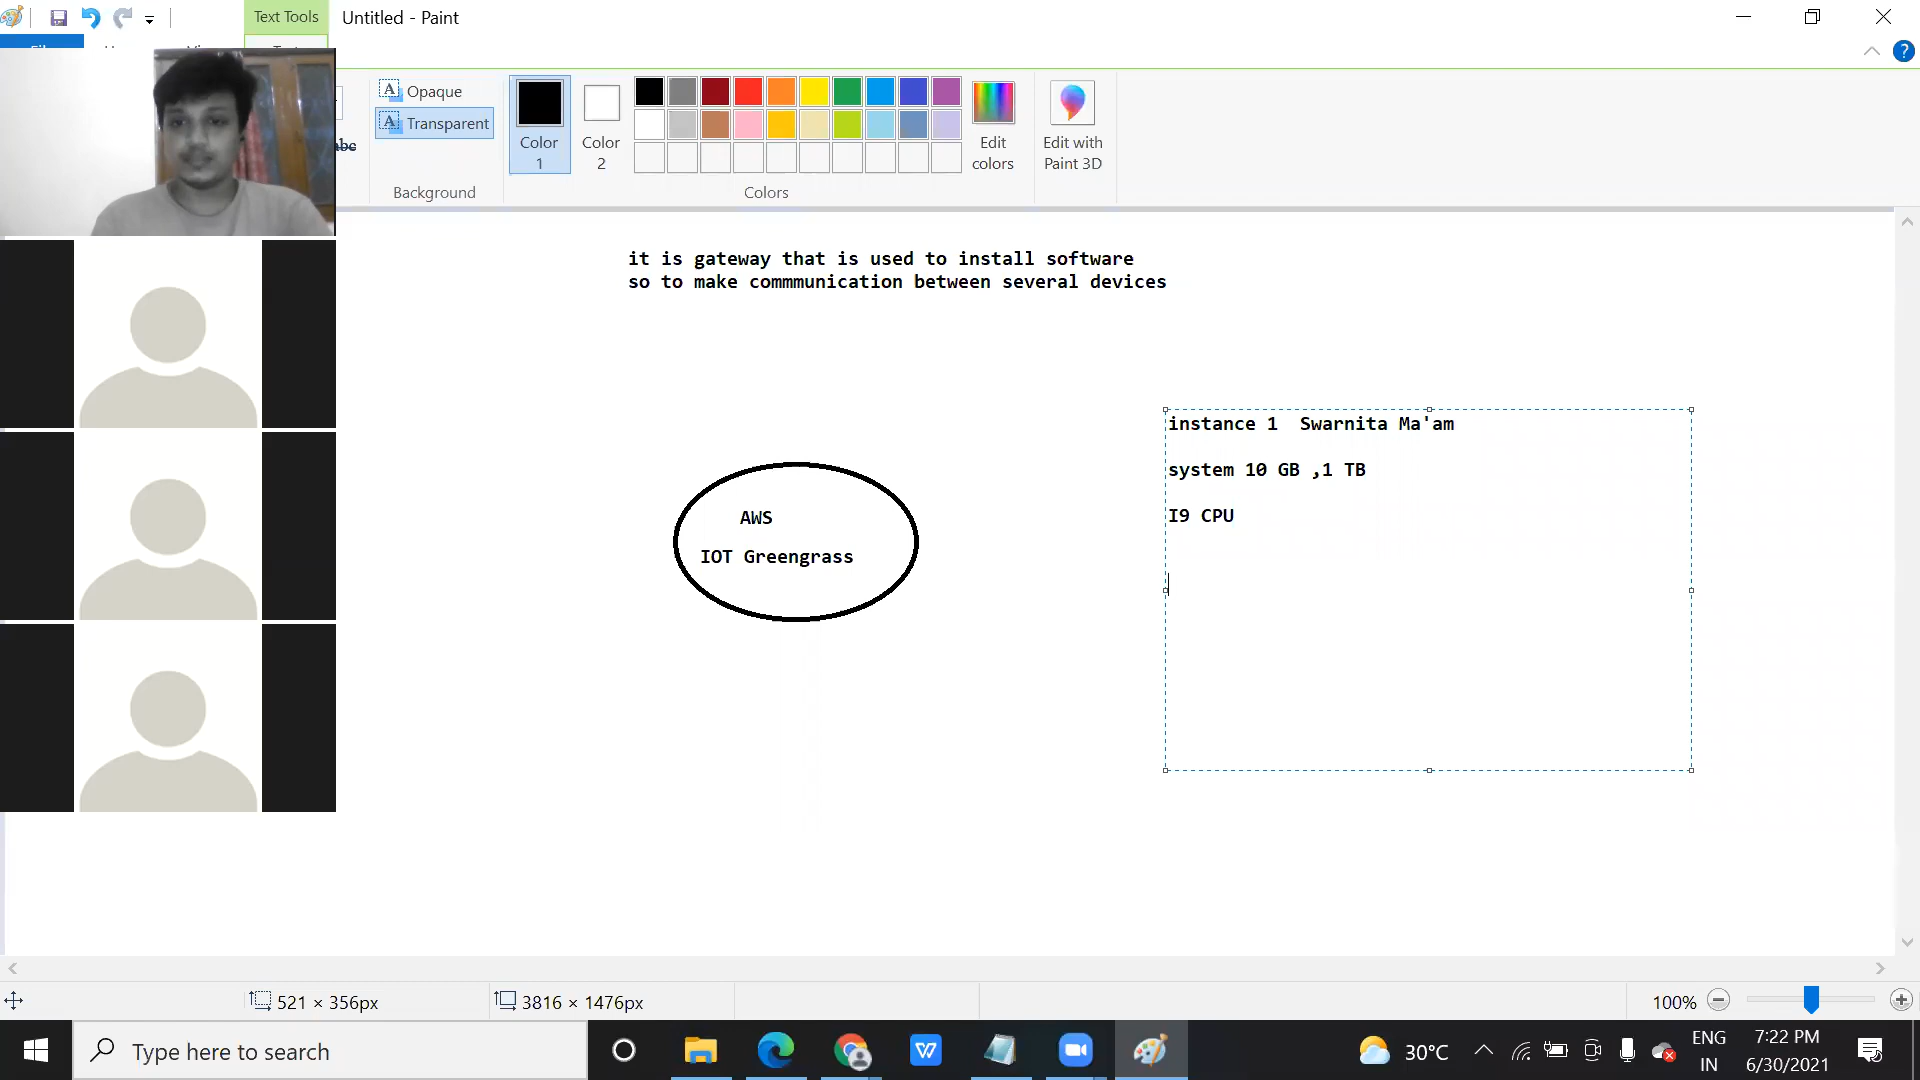 Text Tools
Untitled - Paint
Opaque
Transparent
abc
Background
Color 1
Color 2
Colors
Edit colors
Edit with Paint 3D
it is gateway that is used to install software
so to make commmunication between several devices
AWS
IOT Greengrass
instance 1  Swarnita Ma'am
system 10 GB ,1 TB
I9 CPU
521 × 356px
3816 × 1476px
100%
Type here to search
30°C
ENG
IN
7:22 PM
6/30/2021